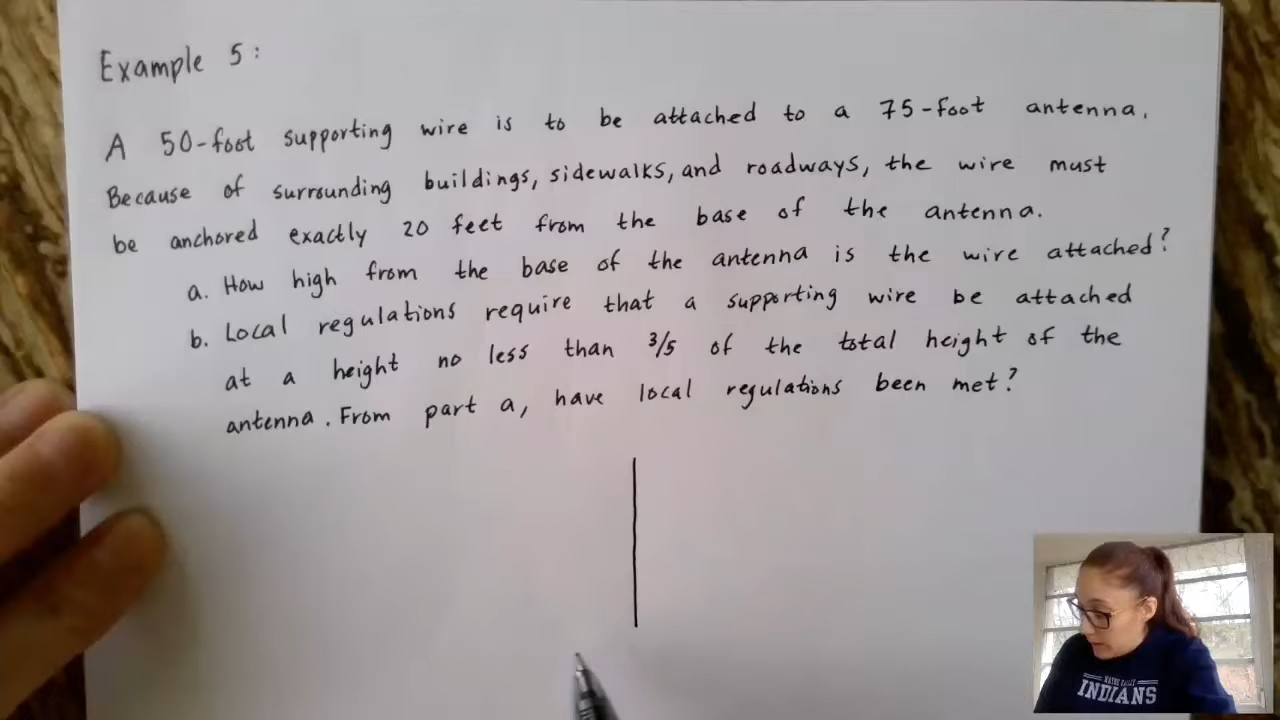 Example 5:
A 50-foot supporting wire is to be attached to a 75-foot antenna.
Because of surrounding buildings, sidewalks, and roadways, the wire must
be anchored exactly 20 feet from the base of the antenna.
a. How high from the base of the antenna is the wire attached?
b. Local regulations require that a supporting wire be attached
at a height no less than 3/5 of the total height of the
antenna. From part a, have local regulations been met?
INDIANS